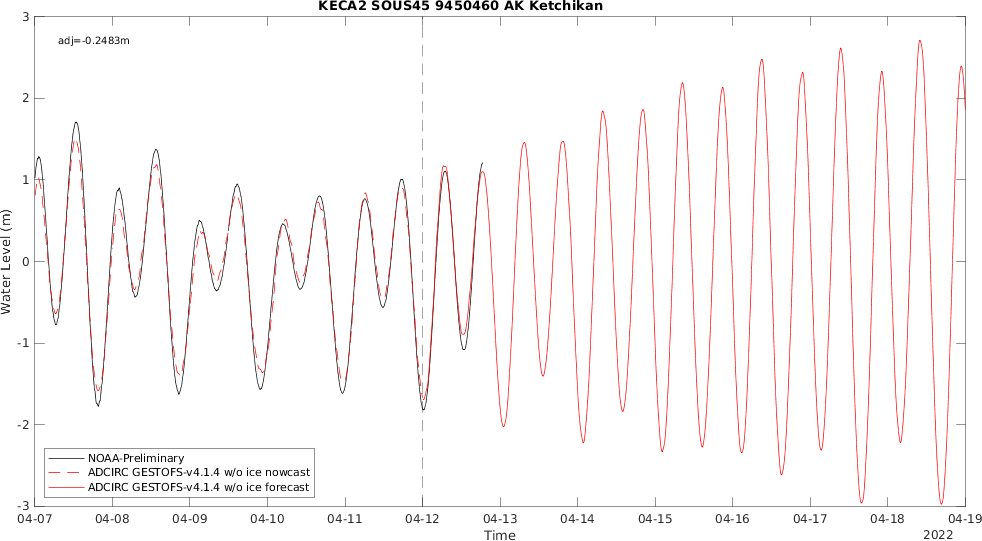 KECA2 SOUS45 9450460 AK Ketchikan
adj=-0.2483m
Water Level (m)
3
2
1
0
-1
-2
-3
NOAA-Preliminary
ADCIRC GESTOFS-v4.1.4 w/o ice nowcast
ADCIRC GESTOFS-v4.1.4 w/o ice forecast
04-07 04-08 04-09 04-10 04-11 04-12 04-13 04-14 04-15 04-16 04-17 04-18 04-19
Time
2022